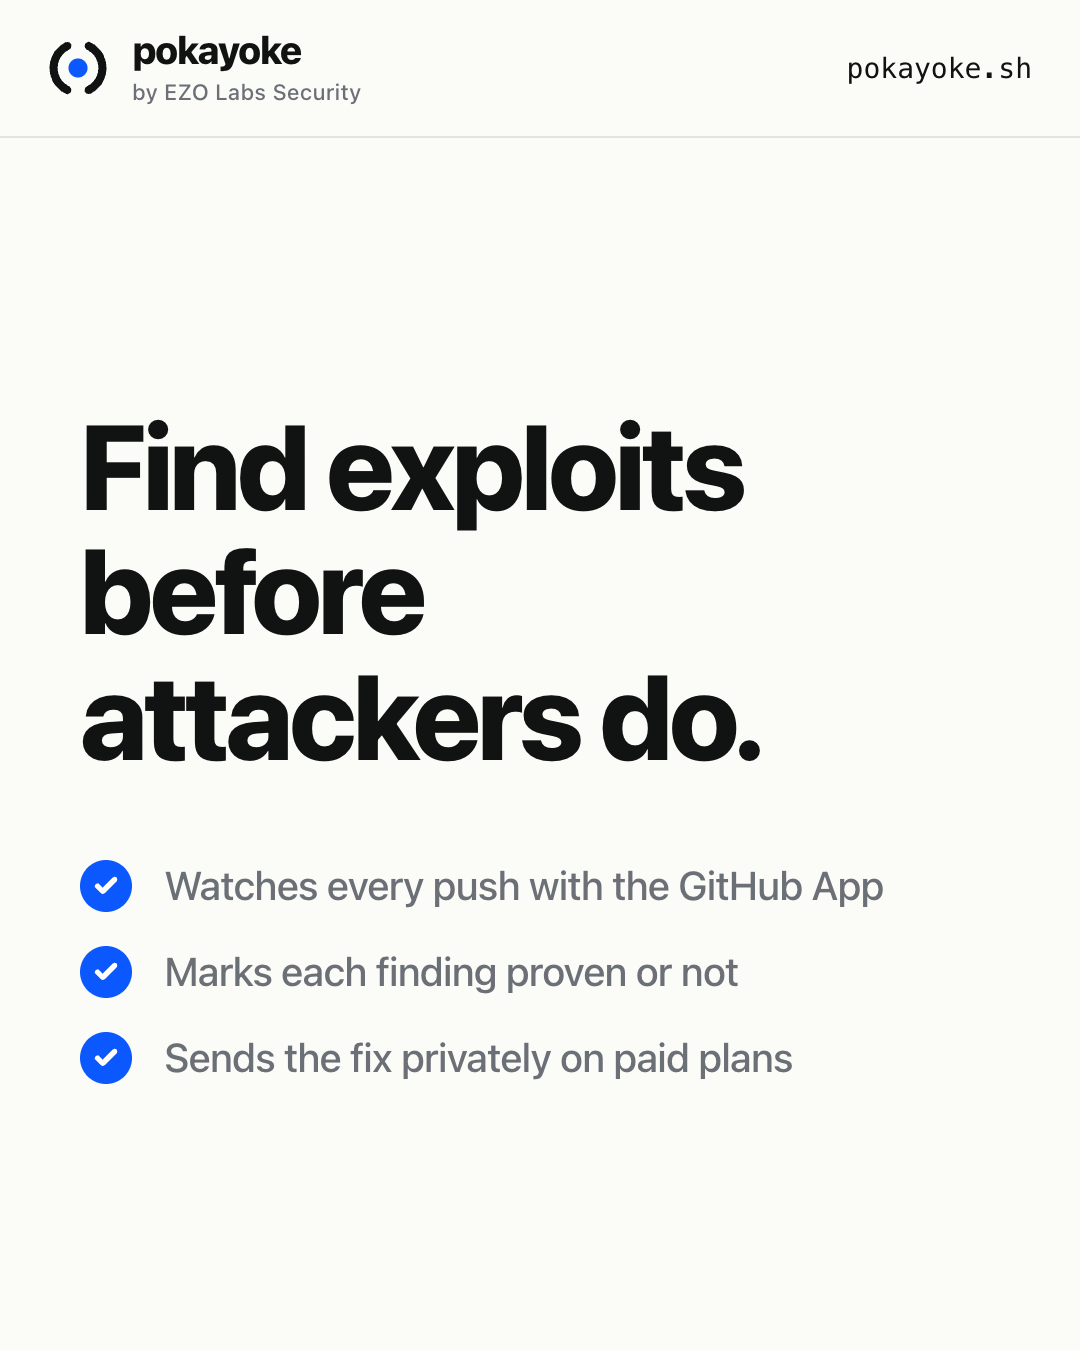 pokayoke
by EZO Labs Security
pokayoke.sh
Find exploits
before
attackers do.
Watches every push with the GitHub App
Marks each finding proven or not
Sends the fix privately on paid plans